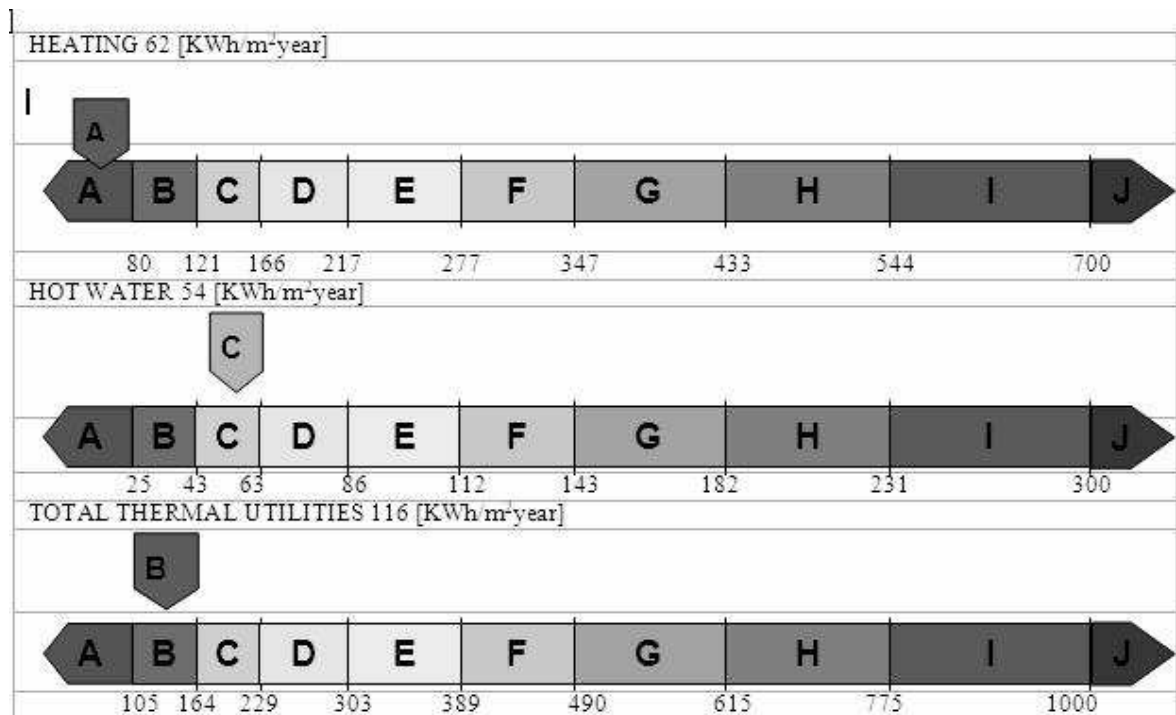 HEATING 62 [KWh/m²year]
I
A
A B C D E F G H I J
80 121 166 217 277 347 433 544 700
HOT WATER 54 [KWh/m²year]
C
A B C D E F G H I J
25 43 63 86 112 143 182 231 300
TOTAL THERMAL UTILITIES 116 [KWh/m²year]
B
A B C D E F G H I J
105 164 229 303 389 490 615 775 1000